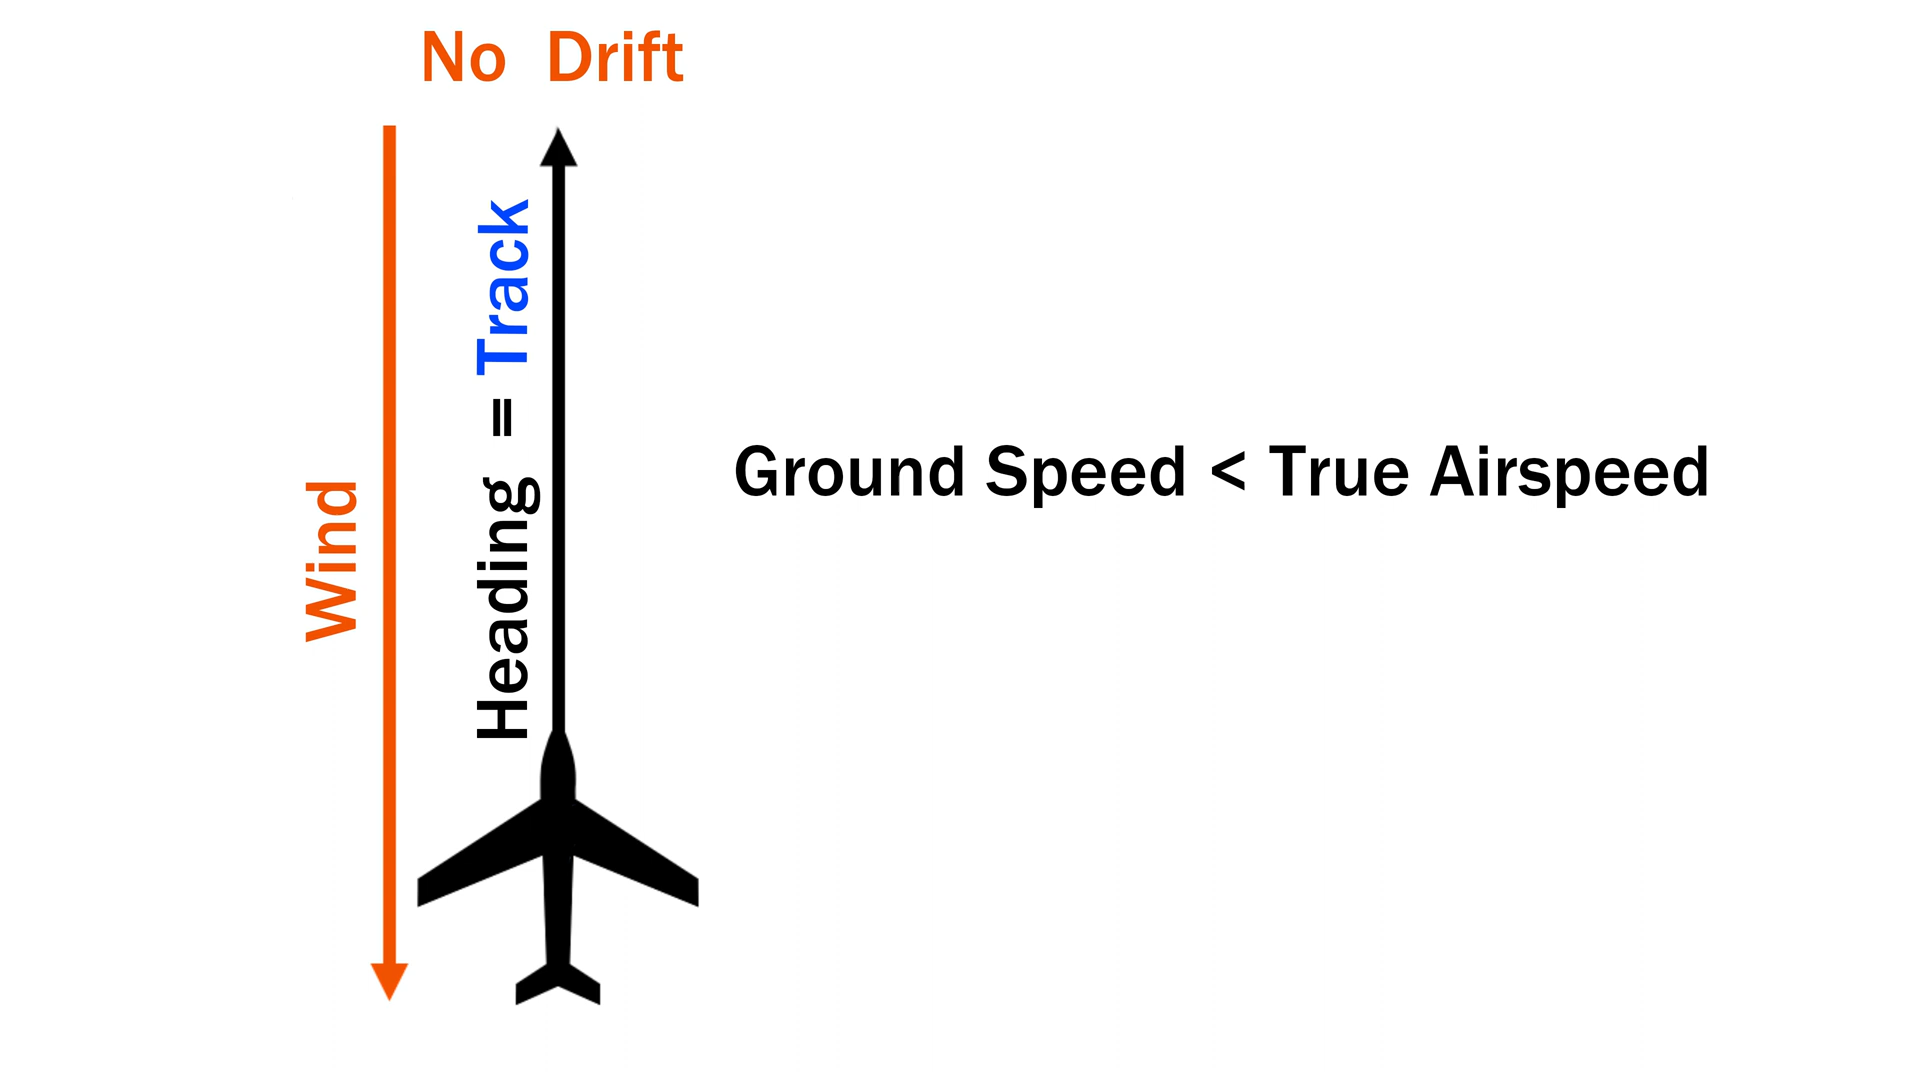 No Drift
Wind
Heading = Track
Ground Speed < True Airspeed